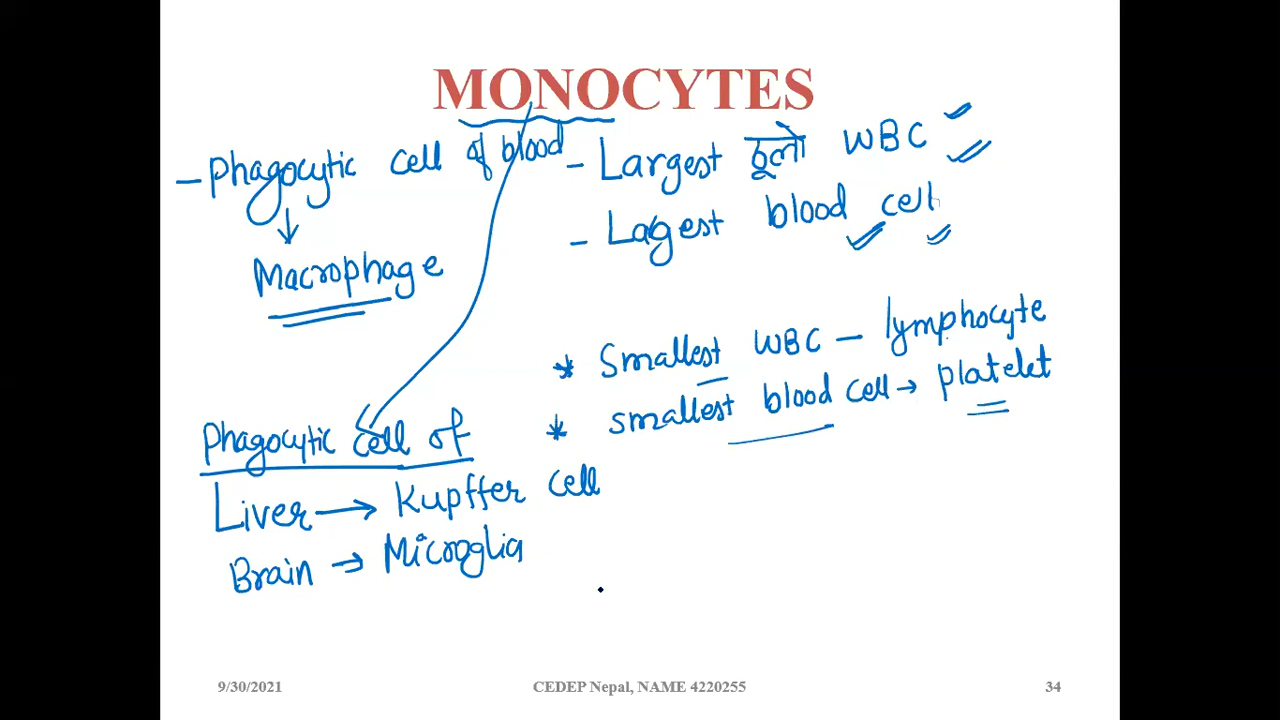 MONOCYTES
- Phagocytic cell of blood
↓
Macrophage
- Largest ठूलो WBC
- Lagest blood cell
* Smallest WBC - lymphocyte
* smallest blood cell → platelet
Phagocytic cell of
Liver → Kupffer cell
Brain → Microglia
9/30/2021
CEDEP Nepal, NAME 4220255
34